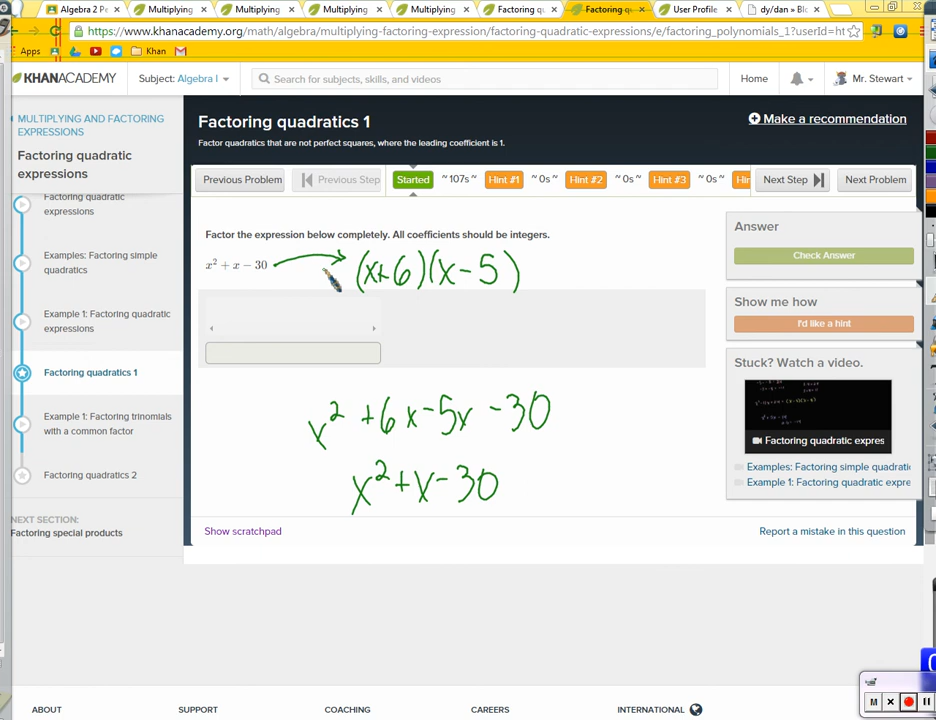 Algebra 2 Pe
Multiplying
Multiplying
Multiplying
Multiplying
Factoring qu
Factoring q
User Profile
dy/dan » Blo
https://www.khanacademy.org/math/algebra/multiplying-factoring-expression/factoring-quadratic-expressions/e/factoring_polynomials_1?userId=ht
Apps
Khan
KHANACADEMY
Subject: Algebra I
Search for subjects, skills, and videos
Home
Mr. Stewart
MULTIPLYING AND FACTORING
EXPRESSIONS
Factoring quadratic
expressions
Factoring quadratic
expressions
Examples: Factoring simple
quadratics
Example 1: Factoring quadratic
expressions
Factoring quadratics 1
Example 1: Factoring trinomials
with a common factor
Factoring quadratics 2
NEXT SECTION:
Factoring special products
Factoring quadratics 1
Make a recommendation
Factor quadratics that are not perfect squares, where the leading coefficient is 1.
Previous Problem
Previous Step
Started
~107s~
Hint #1
~0s~
Hint #2
~0s~
Hint #3
~0s~
Hin
Next Step
Next Problem
Factor the expression below completely. All coefficients should be integers.
x² + x − 30
(x+6)(x-5)
x² +6x-5x -30
x²+x-30
Show scratchpad
Report a mistake in this question
Answer
Check Answer
Show me how
I'd like a hint
Stuck? Watch a video.
Factoring quadratic expres
Examples: Factoring simple quadrati
Example 1: Factoring quadratic expre
ABOUT
SUPPORT
COACHING
CAREERS
INTERNATIONAL
M